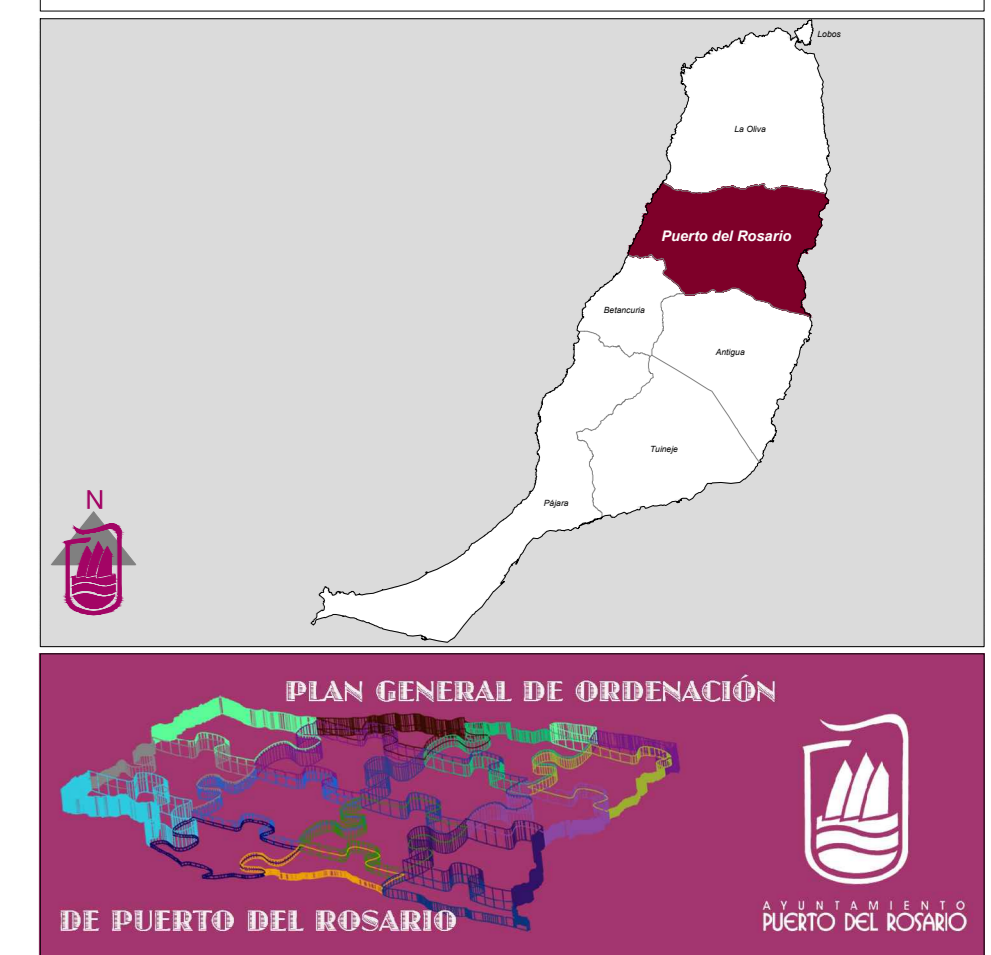 Lobos
La Oliva
Puerto del Rosario
Betancuria
Antigua
Tuineje
Pájara
N
PLAN GENERAL DE ORDENACIÓN
DE PUERTO DEL ROSARIO
AYUNTAMIENTO
PUERTO DEL ROSARIO